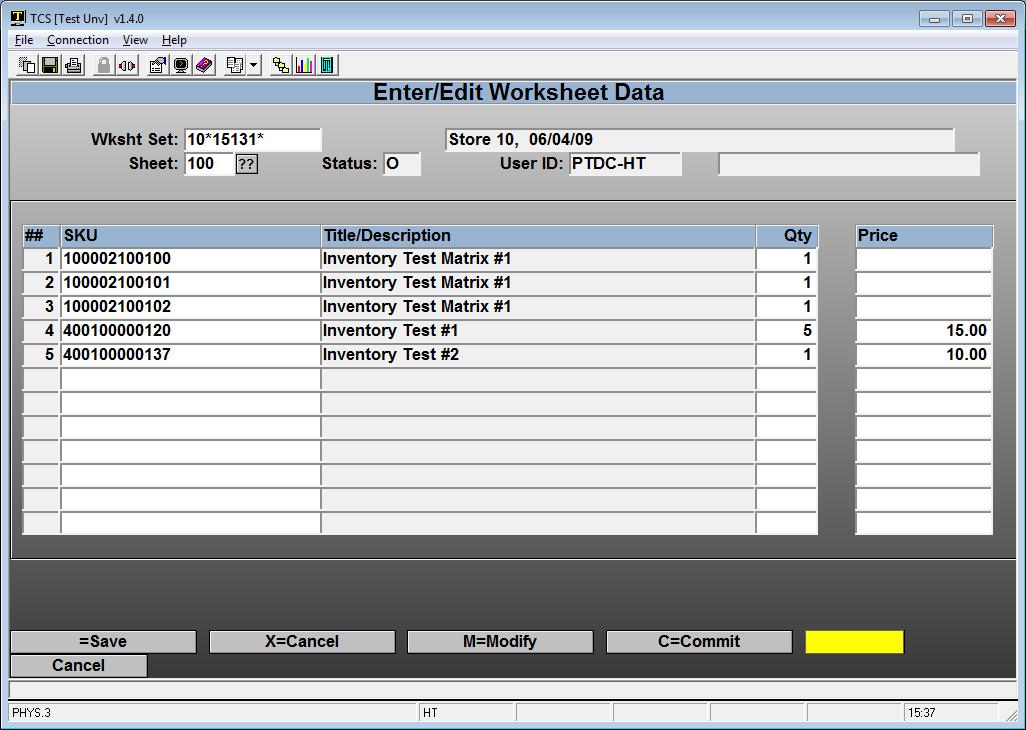 TCS [Test Unv]  v1.4.0
File Connection View Help
Enter/Edit Worksheet Data
Wksht Set: 10*15131* Store 10,  06/04/09
Sheet: 100 ?? Status: O User ID: PTDC-HT
## SKU Title/Description Qty Price
1 100002100100 Inventory Test Matrix #1 1
2 100002100101 Inventory Test Matrix #1 1
3 100002100102 Inventory Test Matrix #1 1
4 400100000120 Inventory Test #1 5 15.00
5 400100000137 Inventory Test #2 1 10.00
=Save X=Cancel M=Modify C=Commit
Cancel
PHYS.3 HT 15:37